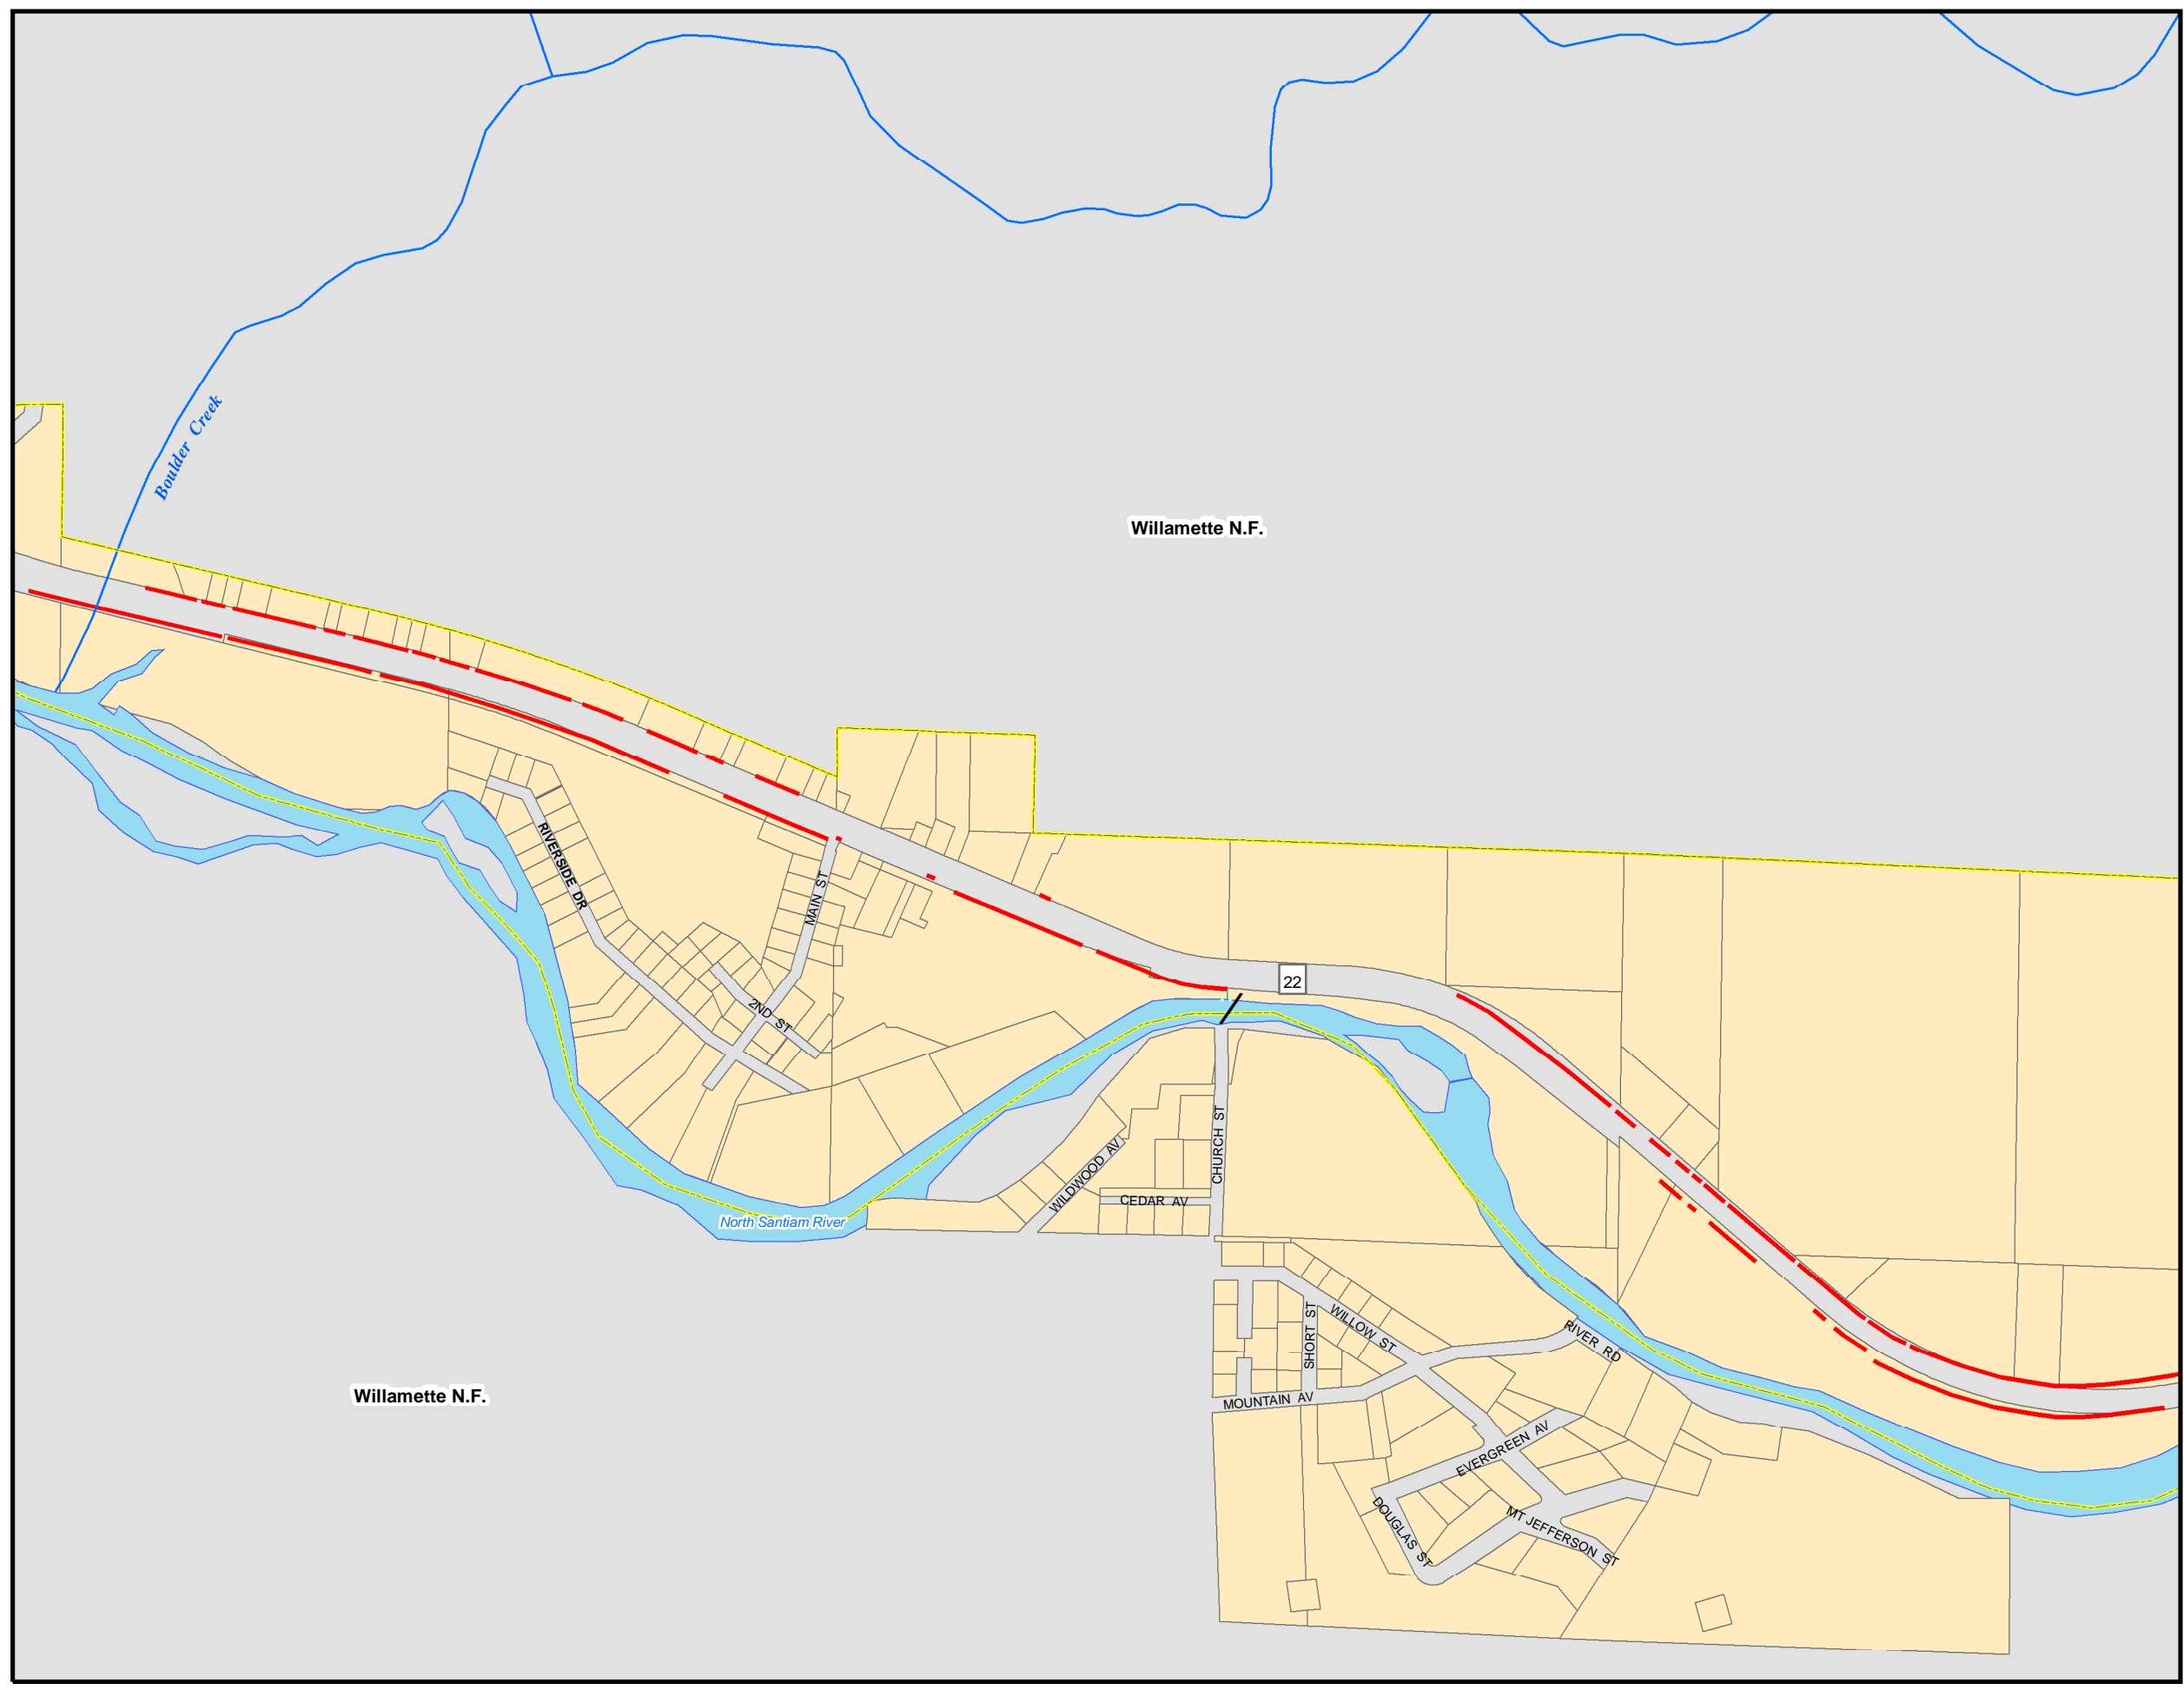 Boulder Creek
Willamette N.F.
RIVERSIDE DR
MAIN ST
22
2ND ST
CHURCH ST
WILDWOOD AV
CEDAR AV
North Santiam River
SHORT ST
WILLOW ST
RIVER RD
Willamette N.F.
MOUNTAIN AV
EVERGREEN AV
DOUGLAS ST
MT JEFFERSON ST